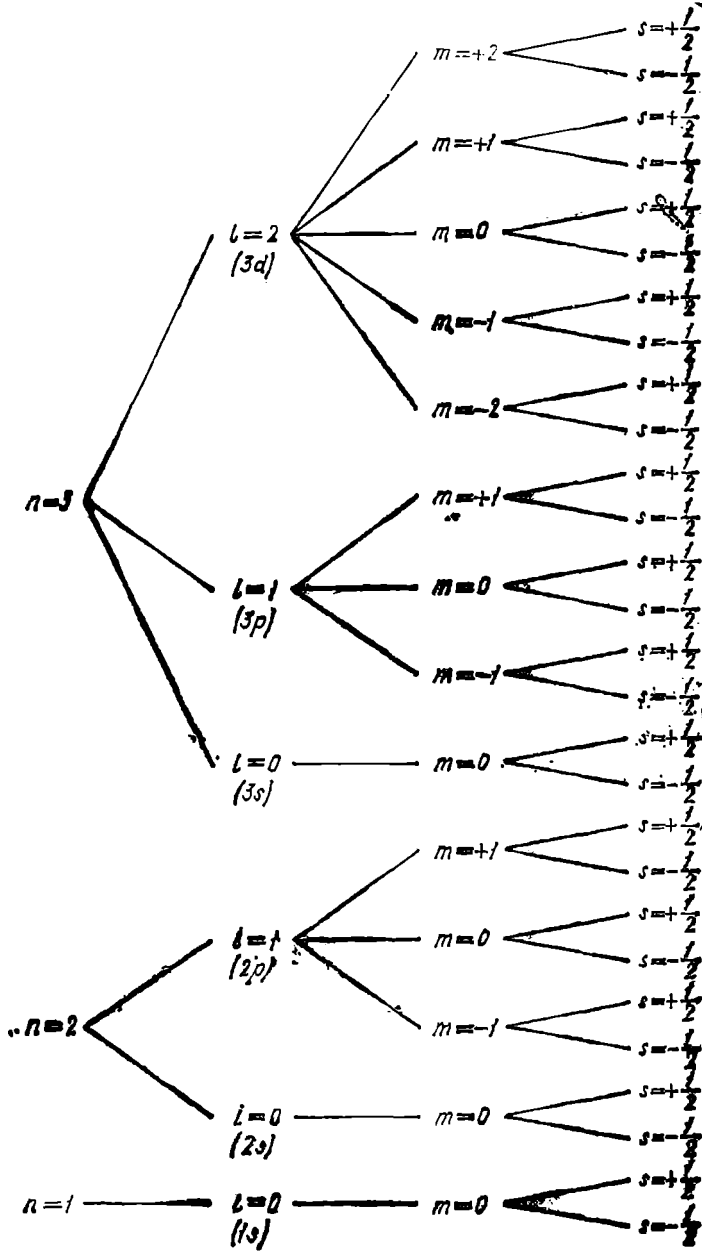 s=+1/2
m=+2
s=-1/2
s=+1/2
m=+1
s=-1/2
s=+1/2
l=2 m=0
(3d) s=-1/2
s=+1/2
m=-1
s=-1/2
s=+1/2
m=-2
s=-1/2
s=+1/2
n=3 m=+1
s=-1/2
s=+1/2
l=1 m=0
(3p) s=-1/2
s=+1/2
m=-1
s=-1/2
s=+1/2
l=0 m=0
(3s) s=-1/2
s=+1/2
m=+1
s=-1/2
s=+1/2
l=1 m=0
(2p) s=-1/2
s=+1/2
n=2 m=-1
s=-1/2
s=+1/2
l=0 m=0
(2s) s=-1/2
s=+1/2
n=1 l=0 m=0
(1s) s=-1/2